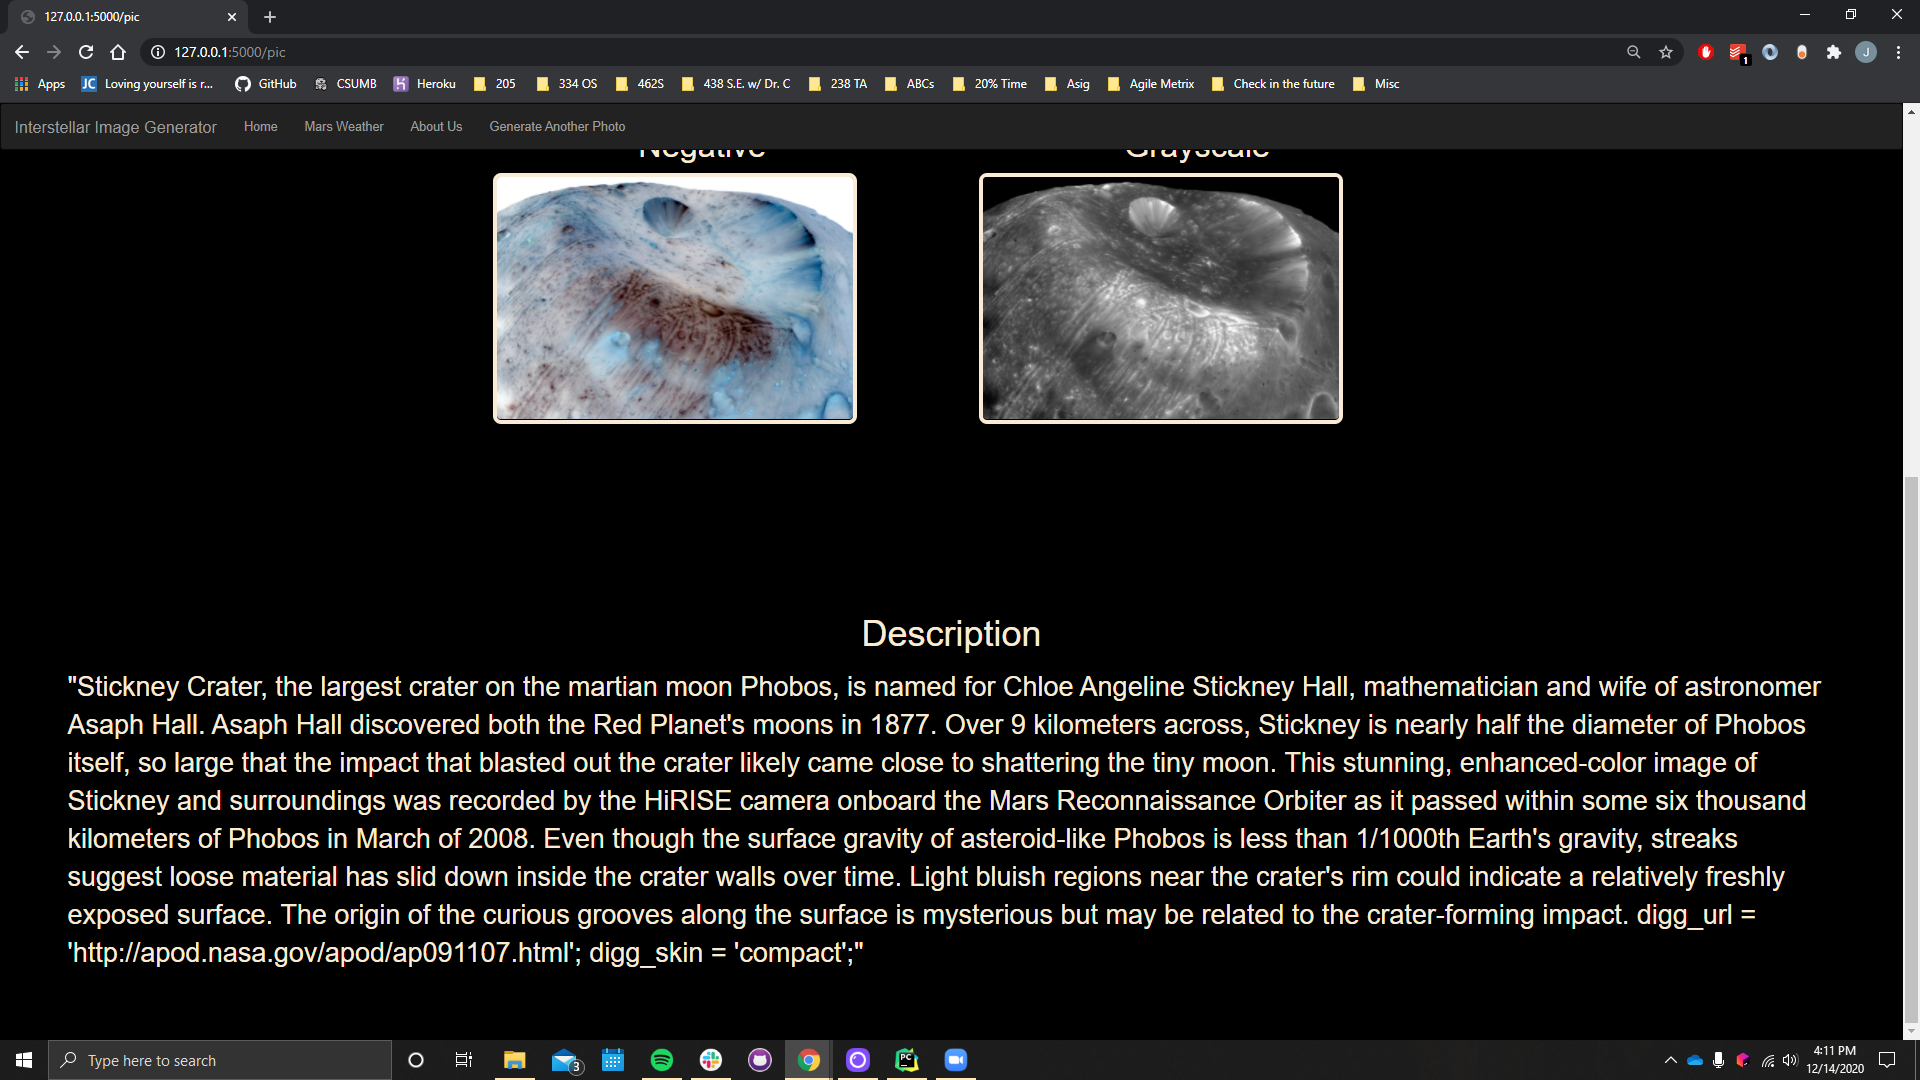 127.0.0.1:5000/pic
127.0.0.1:5000/pic
1
J
Apps
JC Loving yourself is r...
GitHub
CSUMB
Heroku
205
334 OS
462S
438 S.E. w/ Dr. C
238 TA
ABCs
20% Time
Asig
Agile Metrix
Check in the future
Misc
Interstellar Image Generator
Home
Mars Weather
About Us
Generate Another Photo
Negative
Grayscale
Description
"Stickney Crater, the largest crater on the martian moon Phobos, is named for Chloe Angeline Stickney Hall, mathematician and wife of astronomer
Asaph Hall. Asaph Hall discovered both the Red Planet's moons in 1877. Over 9 kilometers across, Stickney is nearly half the diameter of Phobos
itself, so large that the impact that blasted out the crater likely came close to shattering the tiny moon. This stunning, enhanced-color image of
Stickney and surroundings was recorded by the HiRISE camera onboard the Mars Reconnaissance Orbiter as it passed within some six thousand
kilometers of Phobos in March of 2008. Even though the surface gravity of asteroid-like Phobos is less than 1/1000th Earth's gravity, streaks
suggest loose material has slid down inside the crater walls over time. Light bluish regions near the crater's rim could indicate a relatively freshly
exposed surface. The origin of the curious grooves along the surface is mysterious but may be related to the crater-forming impact. digg_url =
'http://apod.nasa.gov/apod/ap091107.html'; digg_skin = 'compact';"
Type here to search
3
PC
4:11 PM
12/14/2020